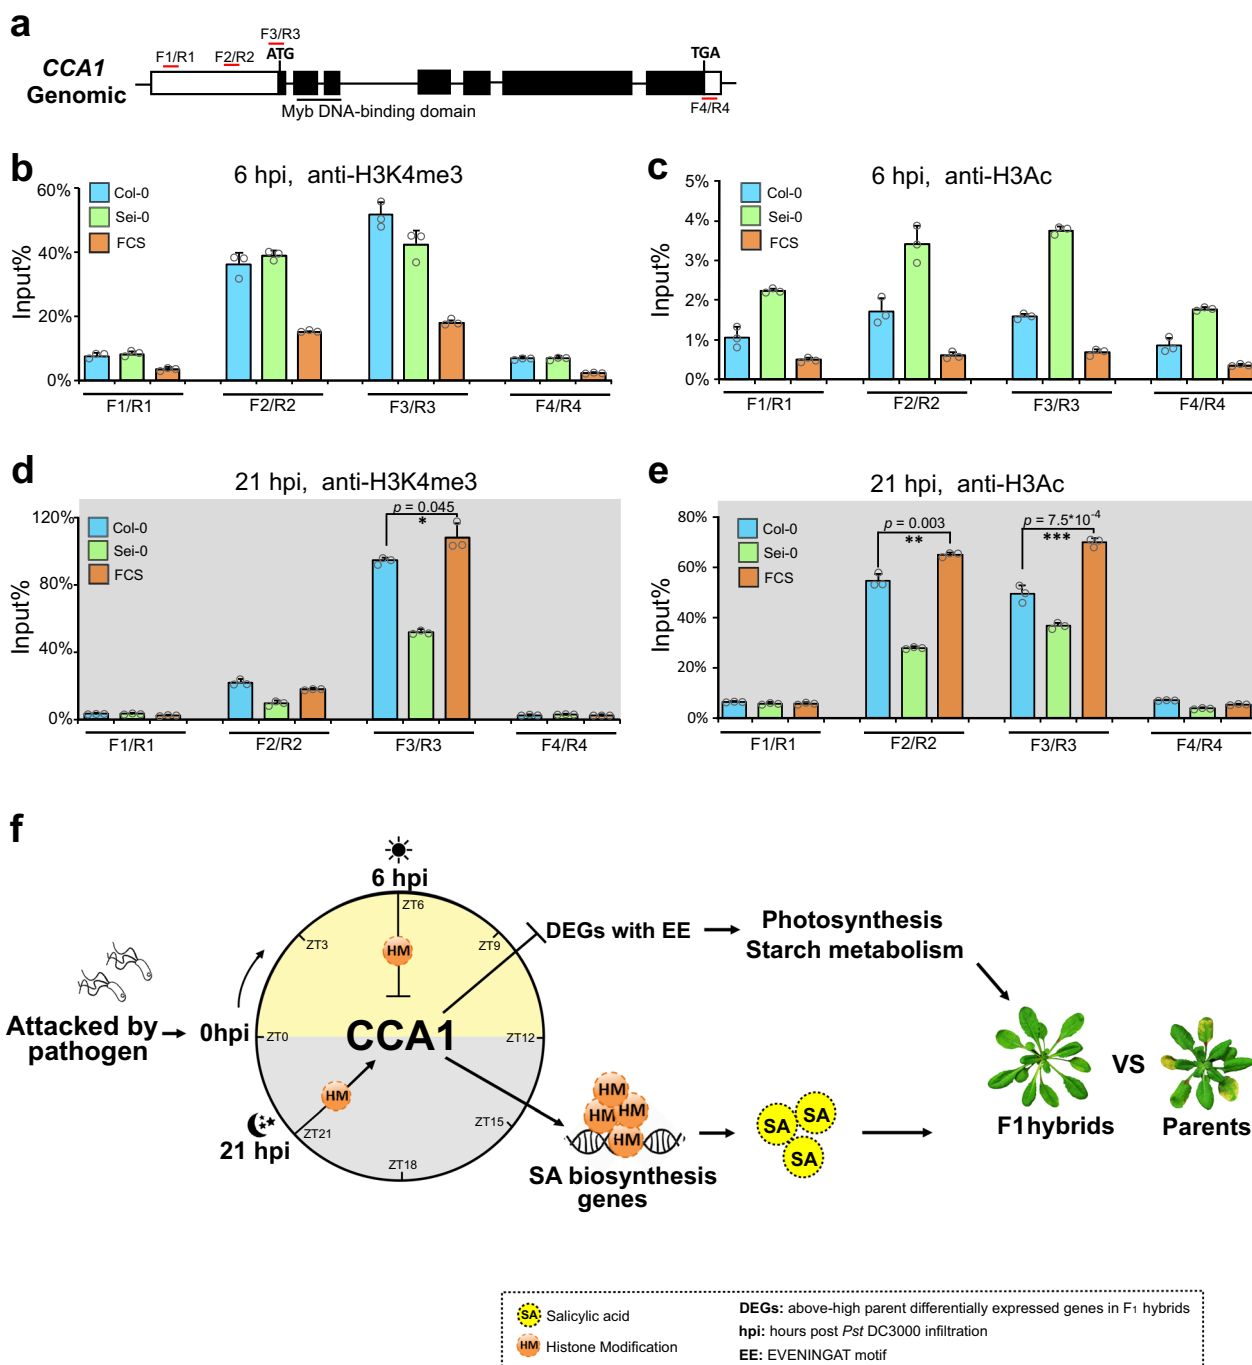 a
F3/R3
F1/R1 F2/R2 ATG TGA
CCA1
Genomic
Myb DNA-binding domain
F4/R4
b
6 hpi, anti-H3K4me3
60%
40%
20%
0%
Input%
Col-0
Sei-0
FCS
F1/R1 F2/R2 F3/R3 F4/R4
c
6 hpi, anti-H3Ac
5%
4%
3%
2%
1%
0%
Input%
Col-0
Sei-0
FCS
F1/R1 F2/R2 F3/R3 F4/R4
d
21 hpi, anti-H3K4me3
120%
80%
40%
0%
Input%
Col-0
Sei-0
FCS
p = 0.045
*
F1/R1 F2/R2 F3/R3 F4/R4
e
21 hpi, anti-H3Ac
80%
60%
40%
20%
0%
Input%
Col-0
Sei-0
FCS
p = 0.003
**
p = 7.5*10-4
***
F1/R1 F2/R2 F3/R3 F4/R4
f
6 hpi
ZT6
ZT3
ZT9
HM
Attacked by
pathogen
0hpi
ZT0
CCA1
ZT12
HM
ZT21
ZT15
ZT18
21 hpi
DEGs with EE
Photosynthesis
Starch metabolism
HM
HM HM
HM
SA biosynthesis
genes
SA SA
SA
VS
F1hybrids
Parents
SA Salicylic acid
HM Histone Modification
DEGs: above-high parent differentially expressed genes in F1 hybrids
hpi: hours post Pst DC3000 infiltration
EE: EVENINGAT motif